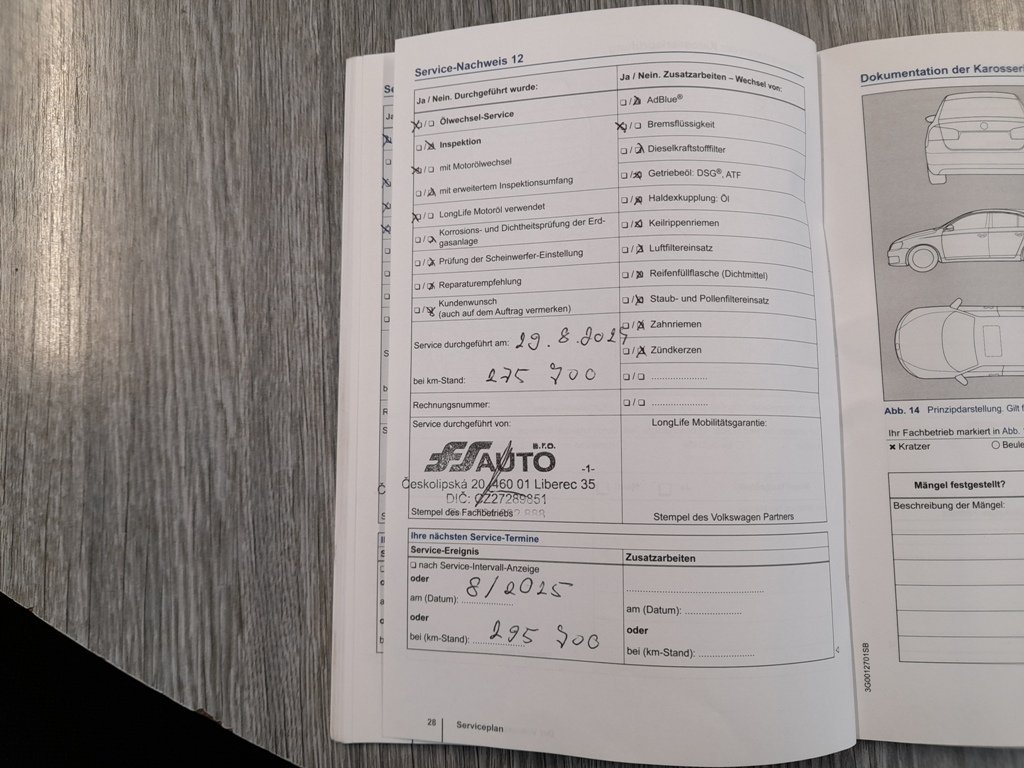 Service-Nachweis 12
Ja / Nein. Durchgeführt wurde:
☒/☐ Ölwechsel-Service
☐/☒ Inspektion
☒/☐ mit Motorölwechsel
☐/☒ mit erweitertem Inspektionsumfang
☒/☐ LongLife Motoröl verwendet
☐/☒ Korrosions- und Dichtheitsprüfung der Erd-
gasanlage
☐/☒ Prüfung der Scheinwerfer-Einstellung
☐/☒ Reparaturempfehlung
☐/☒ Kundenwunsch
(auch auf dem Auftrag vermerken)
Service durchgeführt am: 29.8.2024
bei km-Stand: 275 700
Rechnungsnummer:
Service durchgeführt von:
FS AUTO s.r.o.
-1-
Českolipská 20, 460 01 Liberec 35
DIČ: CZ27289851
Stempel des Fachbetriebs
Ja / Nein. Zusatzarbeiten – Wechsel von:
☐/☒ AdBlue®
☒/☐ Bremsflüssigkeit
☐/☒ Dieselkraftstofffilter
☐/☒ Getriebeöl: DSG®, ATF
☐/☒ Haldexkupplung: Öl
☐/☒ Keilrippenriemen
☐/☒ Luftfiltereinsatz
☐/☒ Reifenfüllflasche (Dichtmittel)
☐/☒ Staub- und Pollenfiltereinsatz
☐/☒ Zahnriemen
☐/☒ Zündkerzen
☐/☐ ......................
☐/☐ ......................
LongLife Mobilitätsgarantie:
Stempel des Volkswagen Partners
Ihre nächsten Service-Termine
Service-Ereignis
☐ nach Service-Intervall-Anzeige
oder
am (Datum): 8/2025
oder
bei (km-Stand): 295 700
Zusatzarbeiten
am (Datum): ....................
oder
bei (km-Stand): ....................
28
Serviceplan
Dokumentation der Karosseri
Abb. 14 Prinzipdarstellung. Gilt f
Ihr Fachbetrieb markiert in Abb.
× Kratzer
○ Beule
Mängel festgestellt?
Beschreibung der Mängel:
3G0012701SB